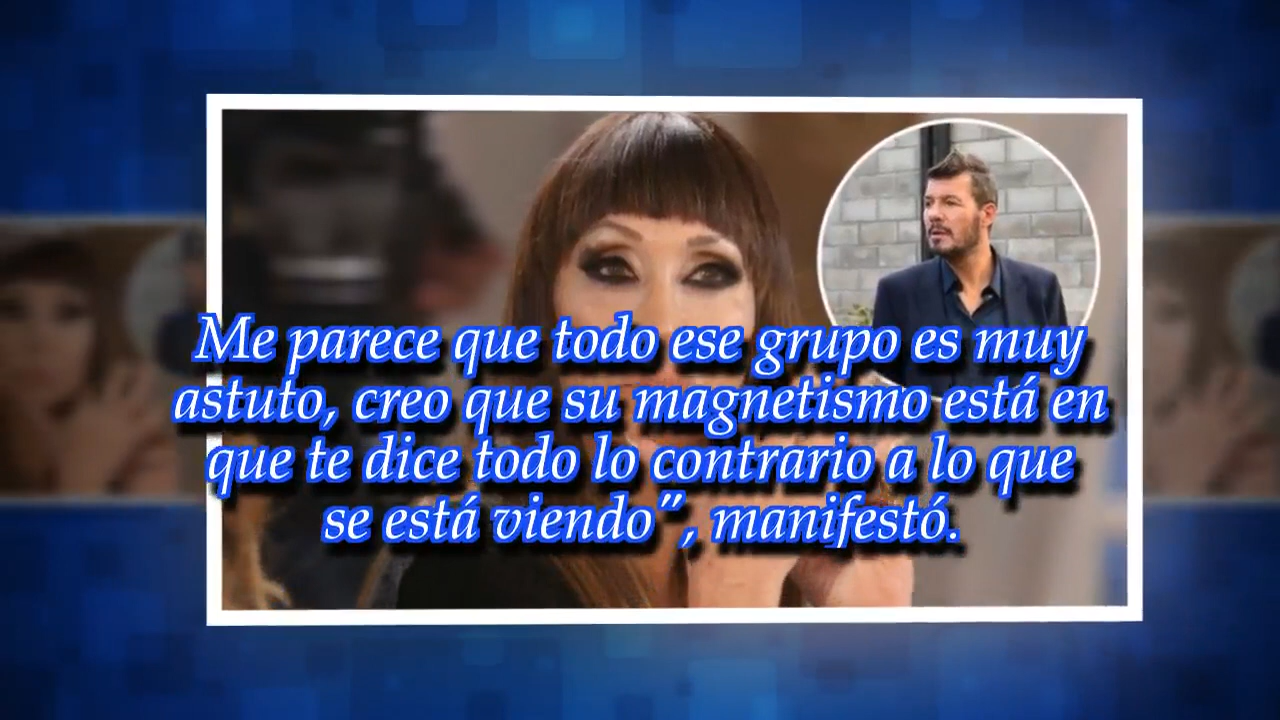 Me parece que todo ese grupo es muy
astuto, creo que su magnetismo está en
que te dice todo lo contrario a lo que
se está viendo”, manifestó.